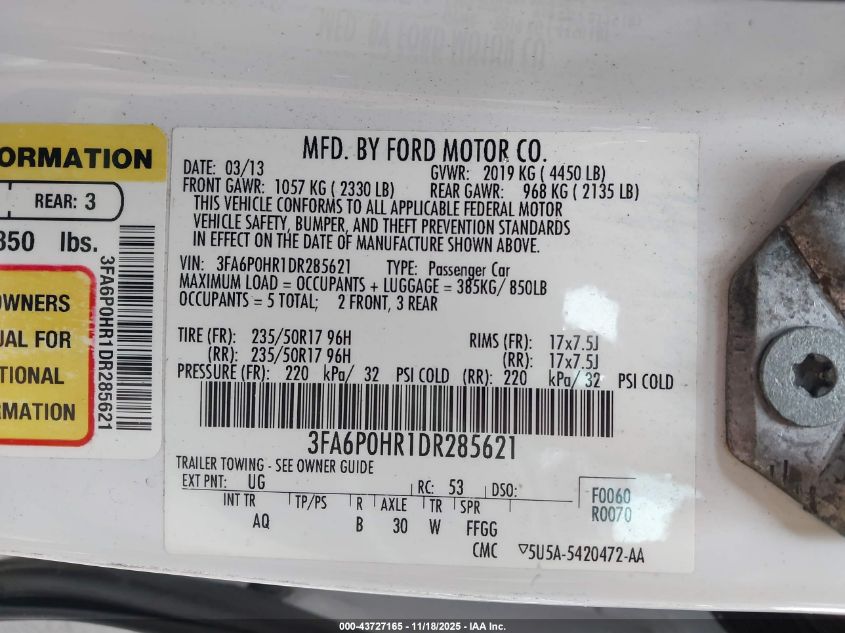 MFD. BY FORD MOTOR CO.
ORMATION
REAR: 3
350 lbs.
OWNERS
UAL FOR
TIONAL
ORMATION
3FA6P0HR1DR285621
MFD. BY FORD MOTOR CO.
DATE: 03/13 GVWR: 2019 KG ( 4450 LB)
FRONT GAWR: 1057 KG ( 2330 LB) REAR GAWR: 968 KG ( 2135 LB)
THIS VEHICLE CONFORMS TO ALL APPLICABLE FEDERAL MOTOR
VEHICLE SAFETY, BUMPER, AND THEFT PREVENTION STANDARDS
IN EFFECT ON THE DATE OF MANUFACTURE SHOWN ABOVE.
VIN: 3FA6P0HR1DR285621 TYPE: Passenger Car
MAXIMUM LOAD = OCCUPANTS + LUGGAGE = 385KG/ 850LB
OCCUPANTS = 5 TOTAL; 2 FRONT, 3 REAR
TIRE (FR): 235/50R17 96H RIMS (FR): 17x7.5J
(RR): 235/50R17 96H (RR): 17x7.5J
PRESSURE (FR): 220 kPa/ 32 PSI COLD (RR): 220 kPa/ 32 PSI COLD
3FA6P0HR1DR285621
TRAILER TOWING - SEE OWNER GUIDE
EXT PNT: UG RC: 53 DSO: F0060
R0070
INT TR TP/PS R AXLE TR SPR
AQ B 30 W FFGG
CMC ▽5U5A-5420472-AA
000-43727165 - 11/18/2025 - IAA Inc.